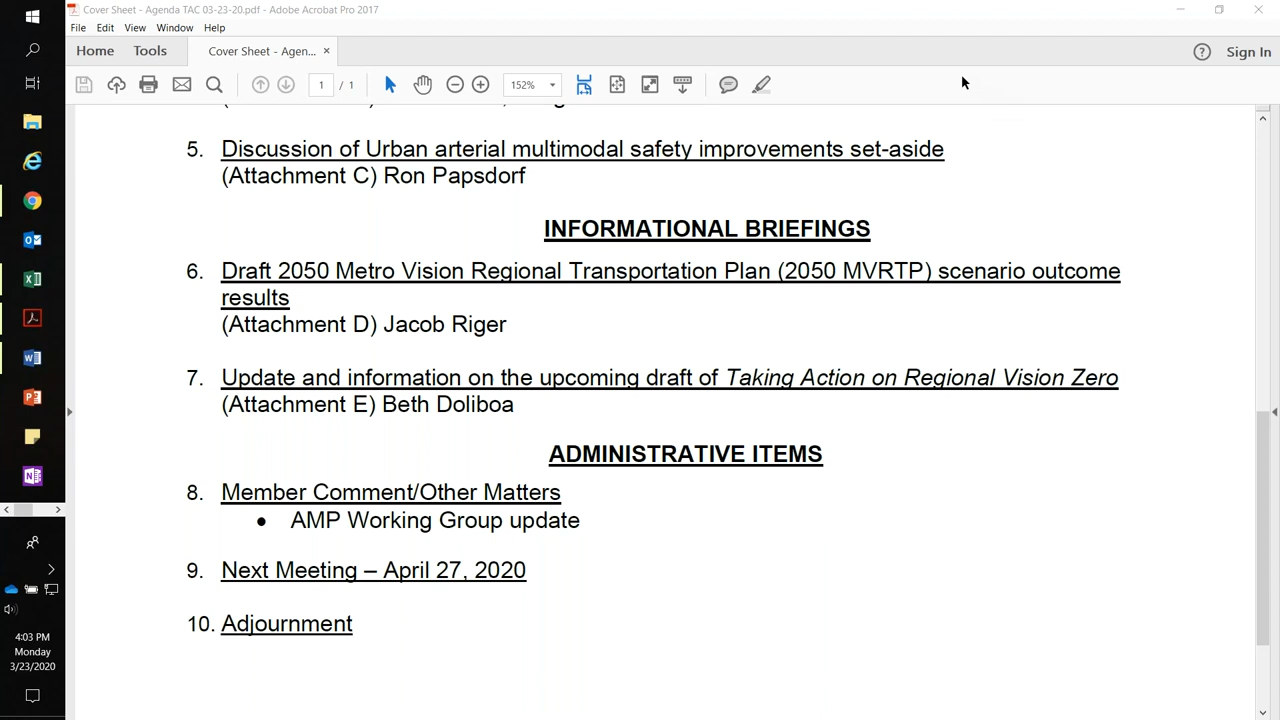 Cover Sheet - Agenda TAC 03-23-20.pdf - Adobe Acrobat Pro 2017
File Edit View Window Help
Home Tools Cover Sheet - Agen... × Sign In
1 / 1 152%
5. Discussion of Urban arterial multimodal safety improvements set-aside
(Attachment C) Ron Papsdorf
INFORMATIONAL BRIEFINGS
6. Draft 2050 Metro Vision Regional Transportation Plan (2050 MVRTP) scenario outcome
results
(Attachment D) Jacob Riger
7. Update and information on the upcoming draft of Taking Action on Regional Vision Zero
(Attachment E) Beth Doliboa
ADMINISTRATIVE ITEMS
8. Member Comment/Other Matters
• AMP Working Group update
9. Next Meeting – April 27, 2020
10. Adjournment
4:03 PM
Monday
3/23/2020